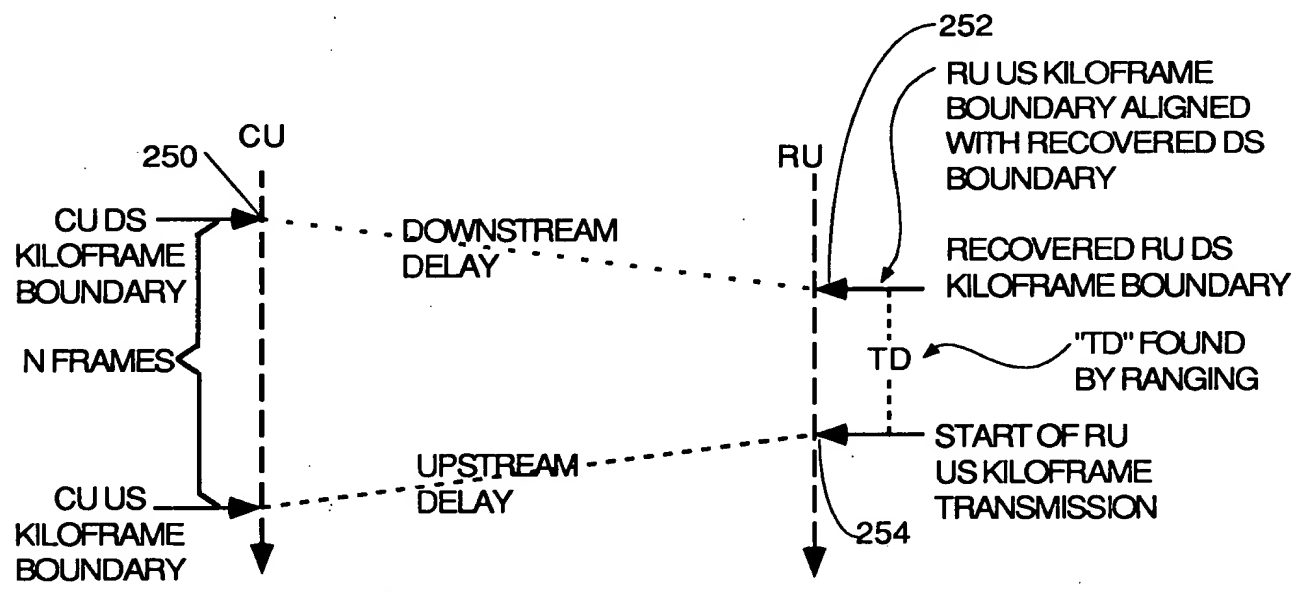 252
RU US KILOFRAME
BOUNDARY ALIGNED
WITH RECOVERED DS
BOUNDARY
CU
250
RU
CU DS
KILOFRAME
BOUNDARY
DOWNSTREAM
DELAY
RECOVERED RU DS
KILOFRAME BOUNDARY
N FRAMES
TD
"TD" FOUND
BY RANGING
UPSTREAM
DELAY
START OF RU
US KILOFRAME
TRANSMISSION
CU US
KILOFRAME
BOUNDARY
254